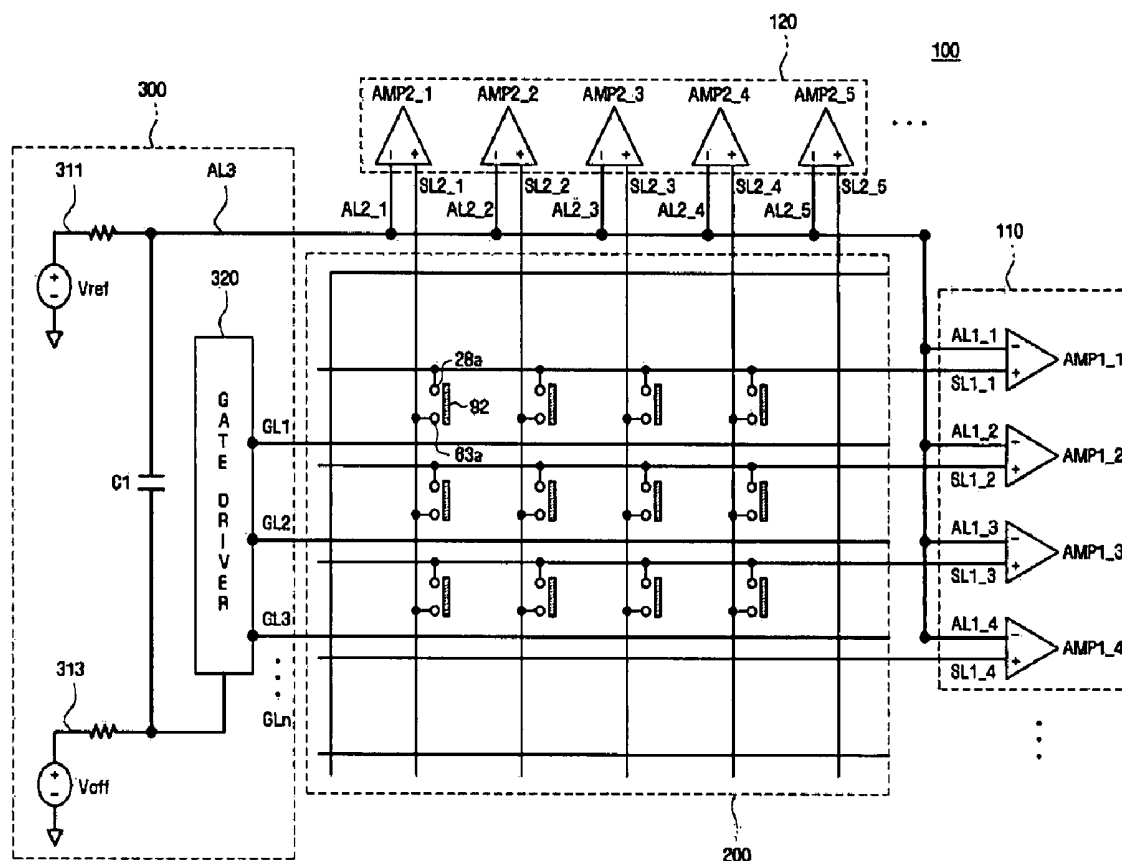 120
100
300
AMP2_1 AMP2_2 AMP2_3 AMP2_4 AMP2_5
. . .
311 AL3
- + - + - + - + - +
SL2_1 SL2_2 SL2_3 SL2_4 SL2_5
AL2_1 AL2_2 AL2_3 AL2_4 AL2_5
110
+
-
Vref
320
AL1_1
-
+
AMP1_1
SL1_1
28a
92
63a
GATE DRIVER
GL1
AL1_2
-
+
AMP1_2
SL1_2
C1
GL2
AL1_3
-
+
AMP1_3
SL1_3
GL3
AL1_4
-
+
AMP1_4
SL1_4
313
GLn
+
-
Voff
200